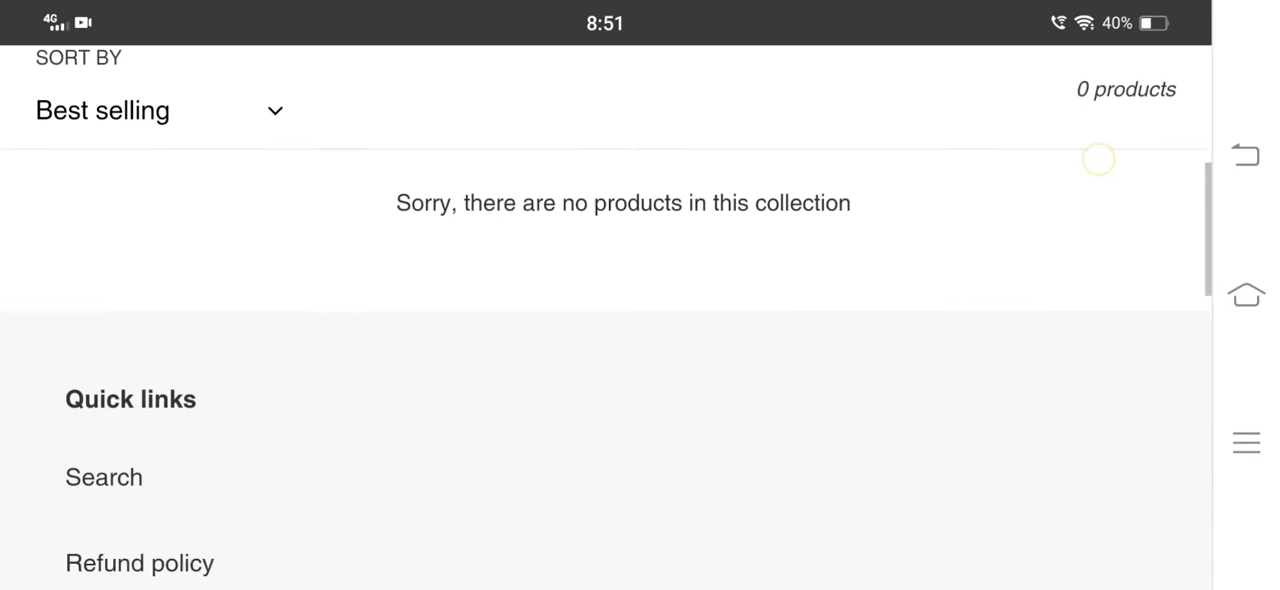 4G
8:51
40%
SORT BY
0 products
Best selling
Sorry, there are no products in this collection
Quick links
Search
Refund policy